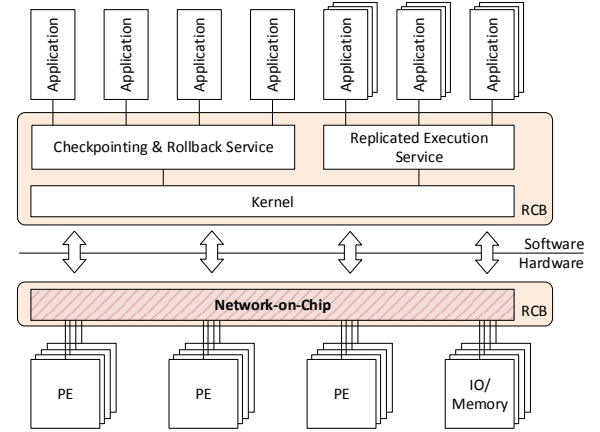 Application
Application
Application
Application
Application
Application
Application
Checkpointing & Rollback Service
Replicated Execution
Service
Kernel
RCB
Software
Hardware
Network-on-Chip
RCB
PE
PE
PE
IO/
Memory